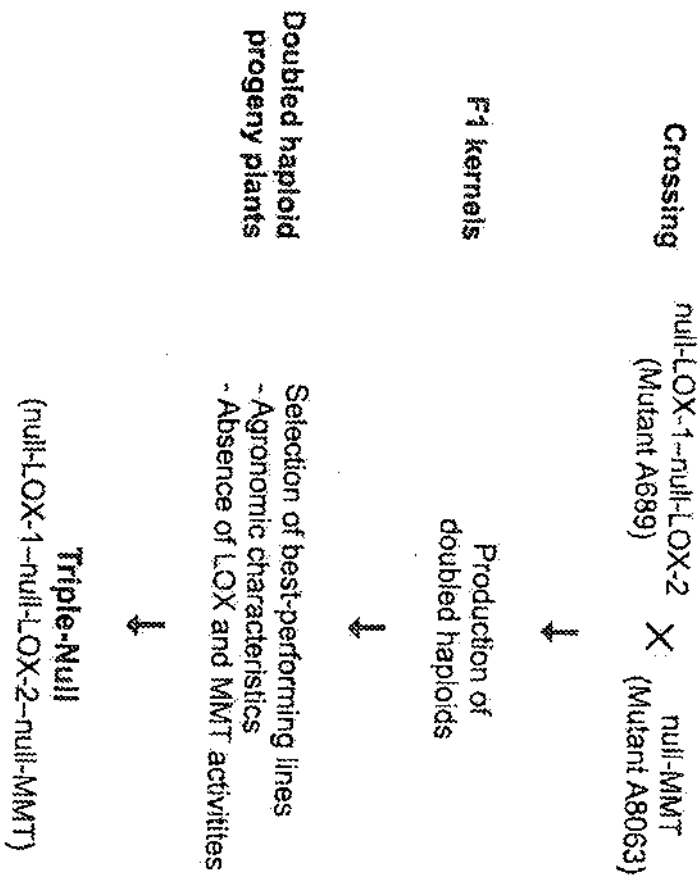 Crossing
null-LOX-1–null-LOX-2
(Mutant A689)
X
null-MMT
(Mutant A8063)
F1 kernels
Production of
doubled haploids
Doubled haploid
progeny plants
Selection of best-performing lines
- Agronomic characteristics
- Absence of LOX and MMT activitites
Triple-Null
(null-LOX-1–null-LOX-2–null-MMT)